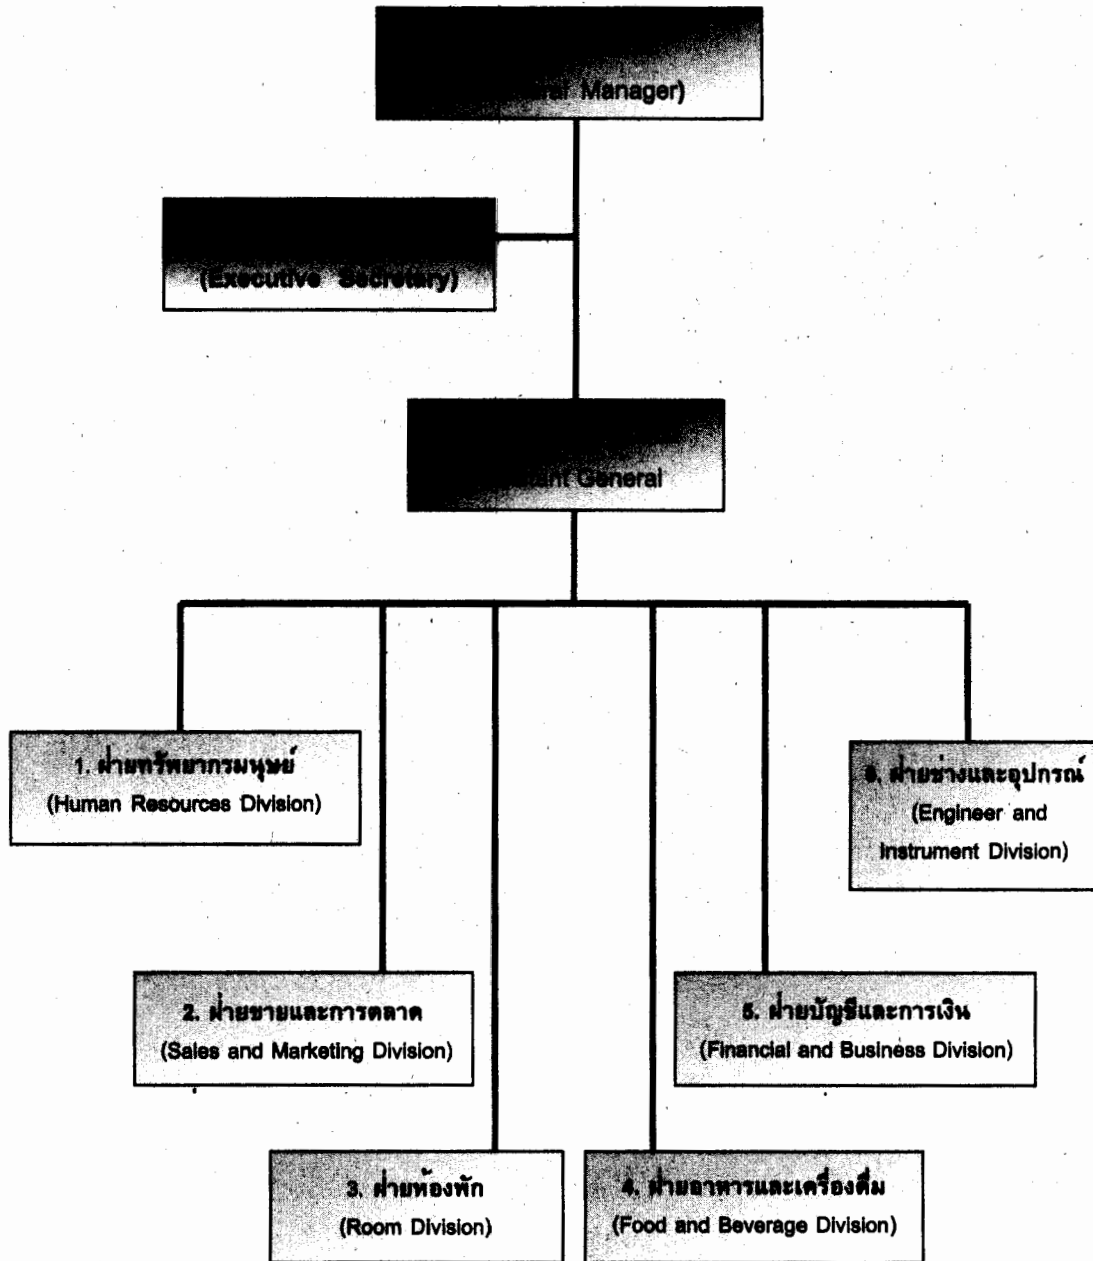 Manager)
(Executive Secretary)
General
1. ฝ่ายทรัพยากรมนุษย์
(Human Resources Division)
6. ฝ่ายช่างและอุปกรณ์
(Engineer and
Instrument Division)
2. ฝ่ายขายและการตลาด
(Sales and Marketing Division)
5. ฝ่ายบัญชีและการเงิน
(Financial and Business Division)
3. ฝ่ายห้องพัก
(Room Division)
4. ฝ่ายอาหารและเครื่องดื่ม
(Food and Beverage Division)